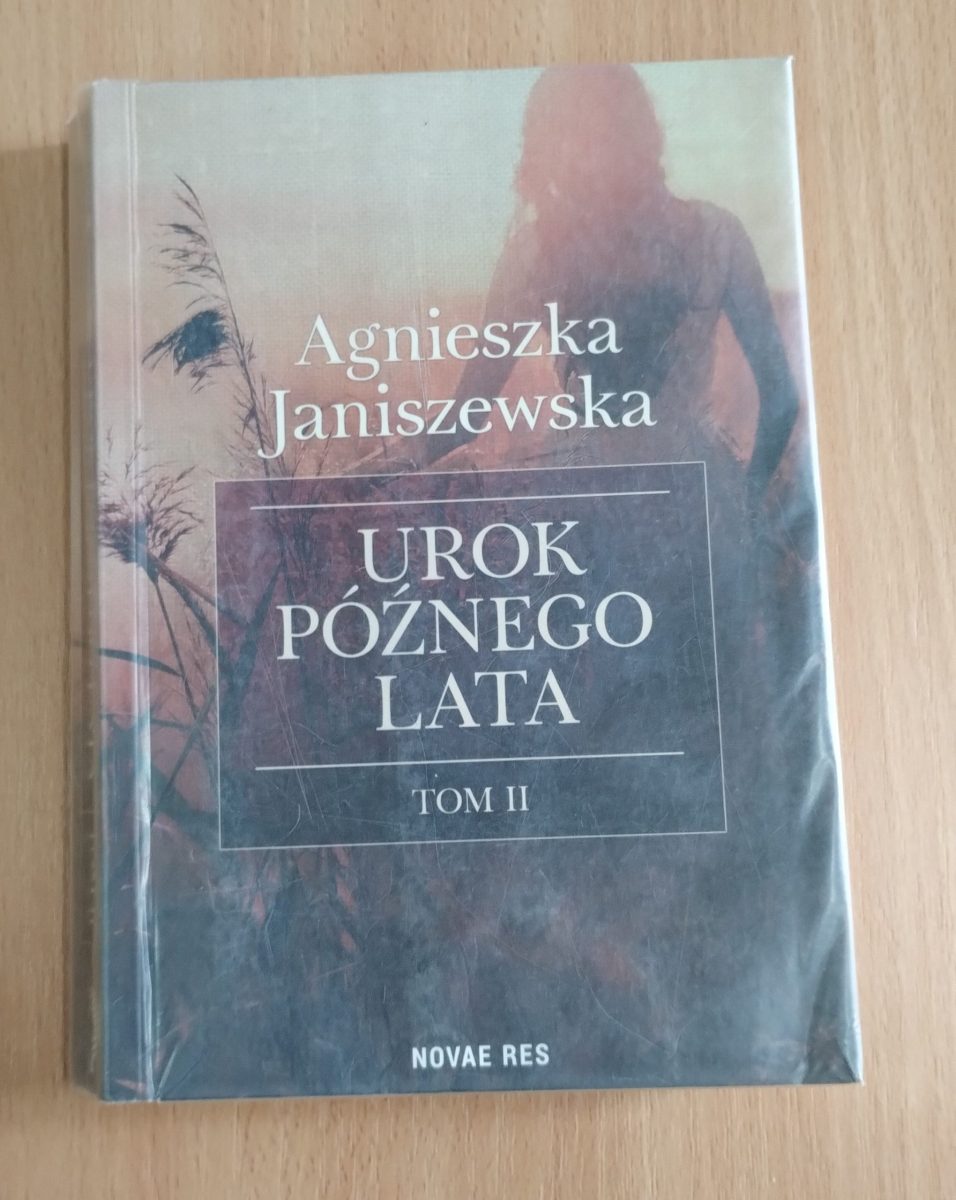 Agnieszka
Janiszewska
UROK
PÓŹNEGO
LATA
TOM II
NOVAE RES